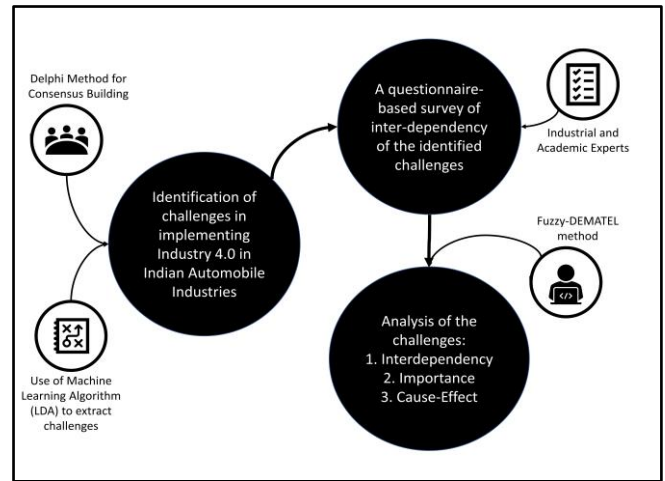 Delphi Method for
Consensus Building
Identification of
challenges in
implementing
Industry 4.0 in
Indian Automobile
Industries
Use of Machine
Learning Algorithm
(LDA) to extract
challenges
A questionnaire-
based survey of
inter-dependency
of the identified
challenges
Industrial and
Academic Experts
Fuzzy-DEMATEL
method
</>
Analysis of the
challenges:
1. Interdependency
2. Importance
3. Cause-Effect